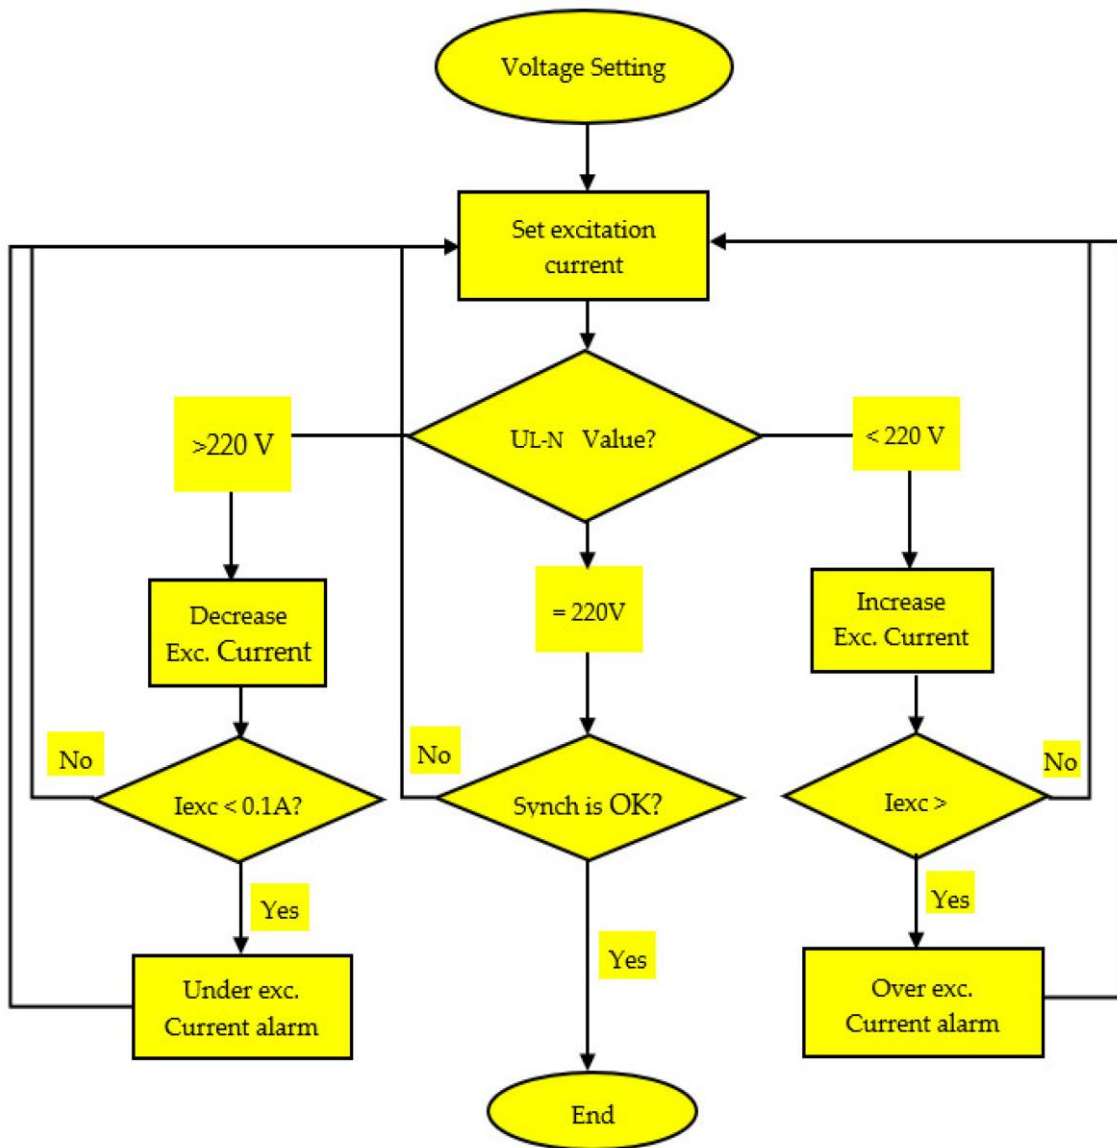 Voltage Setting
Set excitation
current
>220 V
UL-N Value?
< 220 V
Decrease
Exc. Current
= 220V
Increase
Exc. Current
No
Iexc < 0.1A?
No
Synch is OK?
Iexc >
No
Yes
Yes
Yes
Under exc.
Current alarm
Over exc.
Current alarm
End